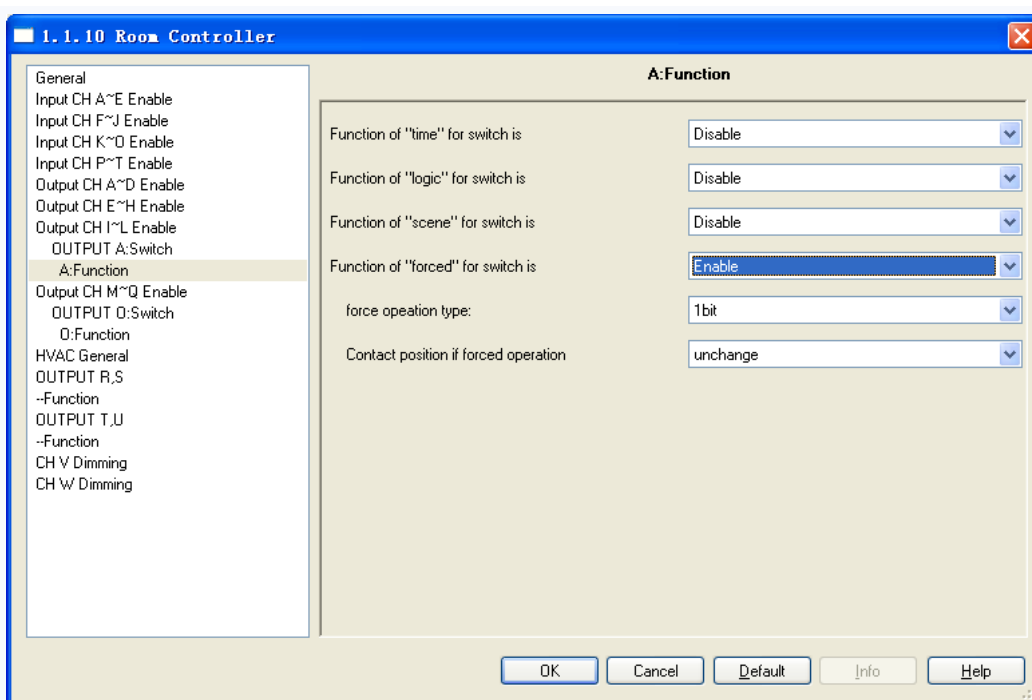 1.1.10 Room Controller
General
Input CH A~E Enable
Input CH F~J Enable
Input CH K~O Enable
Input CH P~T Enable
Output CH A~D Enable
Output CH E~H Enable
Output CH I~L Enable
OUTPUT A:Switch
A:Function
Output CH M~Q Enable
OUTPUT O:Switch
O:Function
HVAC General
OUTPUT R,S
--Function
OUTPUT T,U
--Function
CH V Dimming
CH W Dimming
A:Function
Function of "time" for switch is Disable
Function of "logic" for switch is Disable
Function of "scene" for switch is Disable
Function of "forced" for switch is Enable
force opeation type: 1bit
Contact position if forced operation unchange
OK Cancel Default Info Help